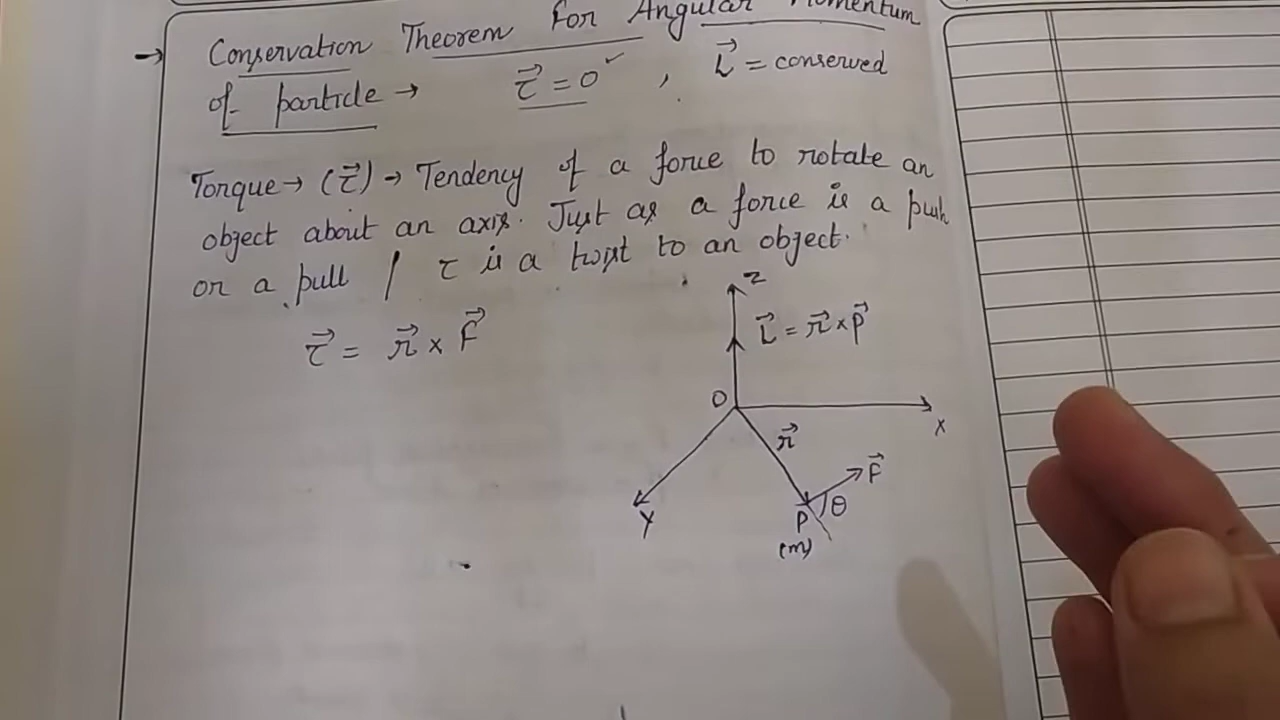 → Conservation Theorem For Angular Momentum
of particle → τ⃗ = 0 ✓ , L⃗ = conserved
Torque → (τ⃗) → Tendency of a force to rotate an
object about an axis. Just as a force is a push
or a pull / τ is a twist to an object.
τ⃗ = r⃗ × F⃗
z
L⃗ = r⃗ × P⃗
O
x
r⃗
F⃗
y
P
θ
(m)